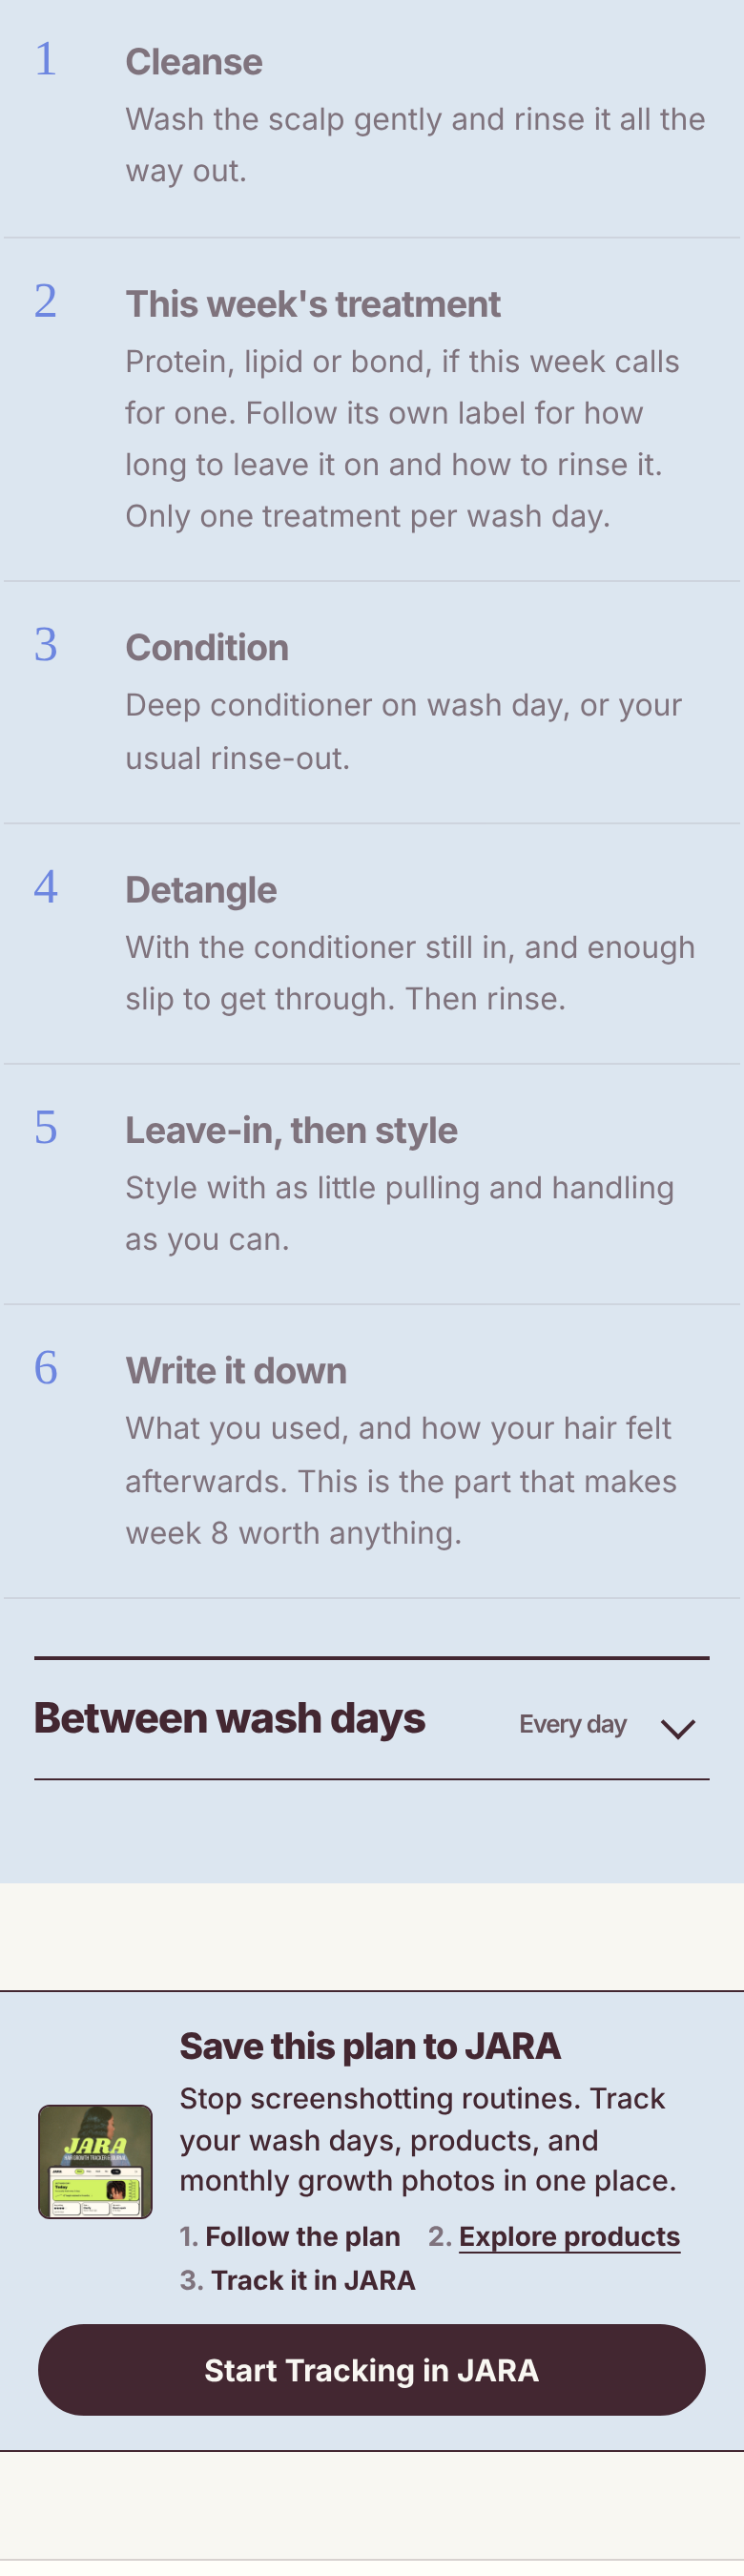 1
Cleanse
Wash the scalp gently and rinse it all the
way out.
2
This week's treatment
Protein, lipid or bond, if this week calls
for one. Follow its own label for how
long to leave it on and how to rinse it.
Only one treatment per wash day.
3
Condition
Deep conditioner on wash day, or your
usual rinse-out.
4
Detangle
With the conditioner still in, and enough
slip to get through. Then rinse.
5
Leave-in, then style
Style with as little pulling and handling
as you can.
6
Write it down
What you used, and how your hair felt
afterwards. This is the part that makes
week 8 worth anything.
Between wash days
Every day
Save this plan to JARA
Stop screenshotting routines. Track
your wash days, products, and
monthly growth photos in one place.
1. Follow the plan 2. Explore products
3. Track it in JARA
JARA
Today
Start Tracking in JARA